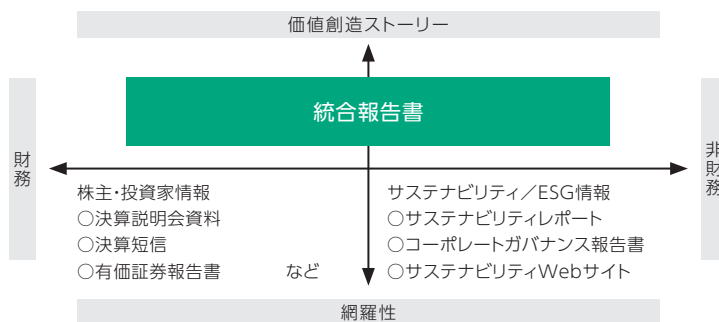 価値創造ストーリー
統合報告書
財務
非財務
株主・投資家情報
○決算説明会資料
○決算短信
○有価証券報告書 など
サステナビリティ／ESG情報
○サステナビリティレポート
○コーポレートガバナンス報告書
○サステナビリティWebサイト
網羅性